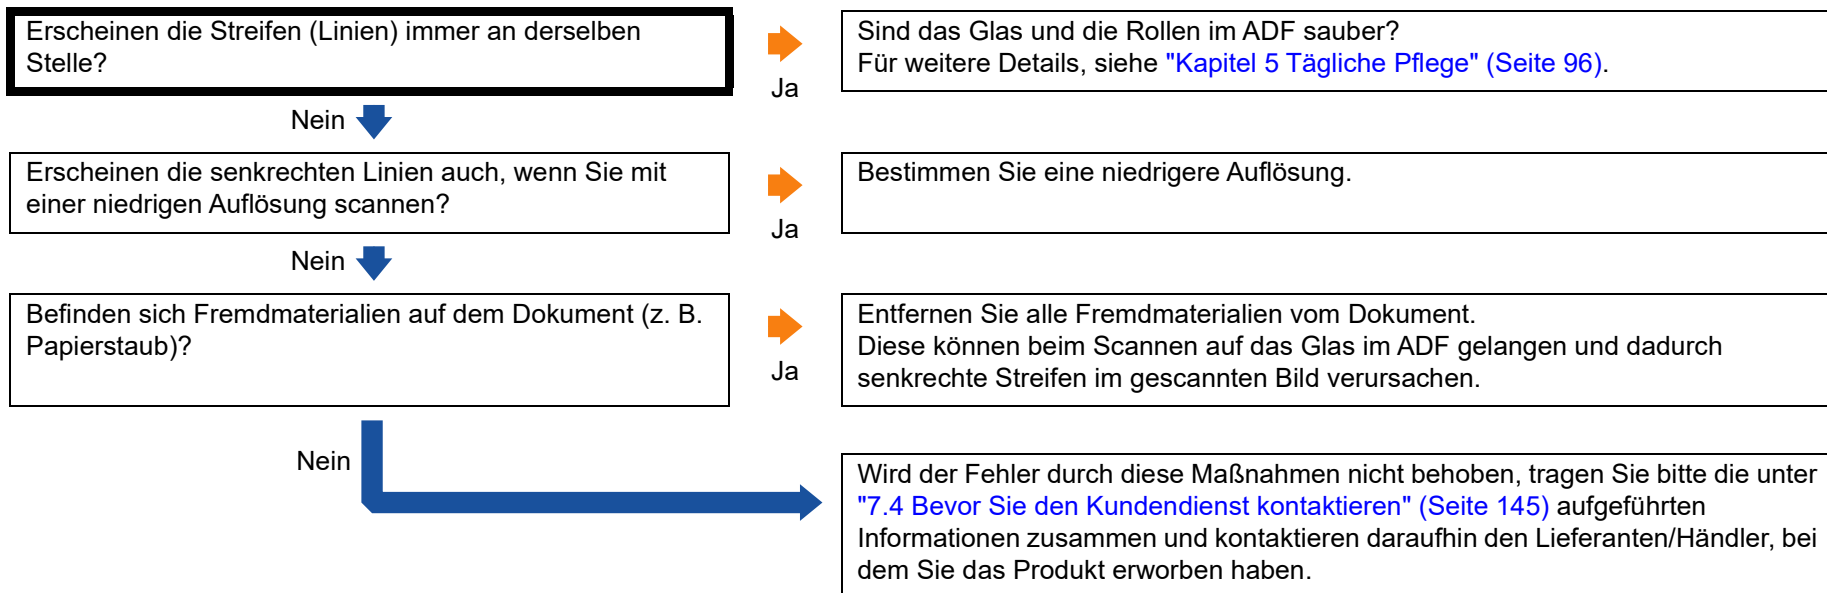 Erscheinen die Streifen (Linien) immer an derselben
Stelle?
Ja
Sind das Glas und die Rollen im ADF sauber?
Für weitere Details, siehe "Kapitel 5 Tägliche Pflege" (Seite 96).
Nein
Erscheinen die senkrechten Linien auch, wenn Sie mit
einer niedrigen Auflösung scannen?
Ja
Bestimmen Sie eine niedrigere Auflösung.
Nein
Befinden sich Fremdmaterialien auf dem Dokument (z. B.
Papierstaub)?
Ja
Entfernen Sie alle Fremdmaterialien vom Dokument.
Diese können beim Scannen auf das Glas im ADF gelangen und dadurch
senkrechte Streifen im gescannten Bild verursachen.
Nein
Wird der Fehler durch diese Maßnahmen nicht behoben, tragen Sie bitte die unter
"7.4 Bevor Sie den Kundendienst kontaktieren" (Seite 145) aufgeführten
Informationen zusammen und kontaktieren daraufhin den Lieferanten/Händler, bei
dem Sie das Produkt erworben haben.